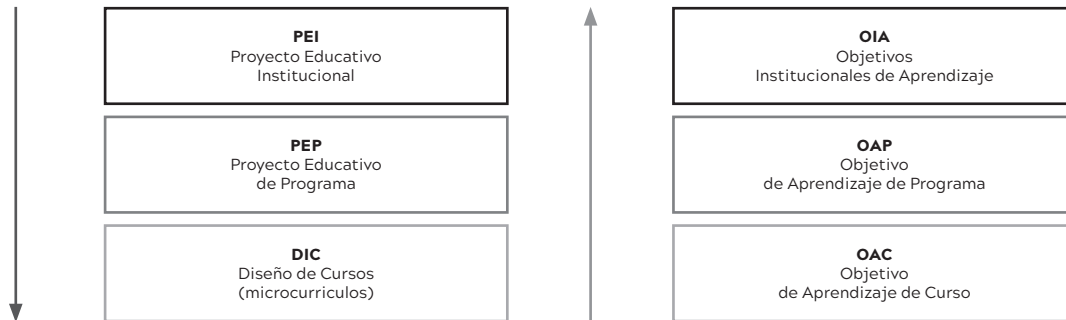 PEI
Proyecto Educativo
Institucional
PEP
Proyecto Educativo
de Programa
DIC
Diseño de Cursos
(microcurriculos)
OIA
Objetivos
Institucionales de Aprendizaje
OAP
Objetivo
de Aprendizaje de Programa
OAC
Objetivo
de Aprendizaje de Curso